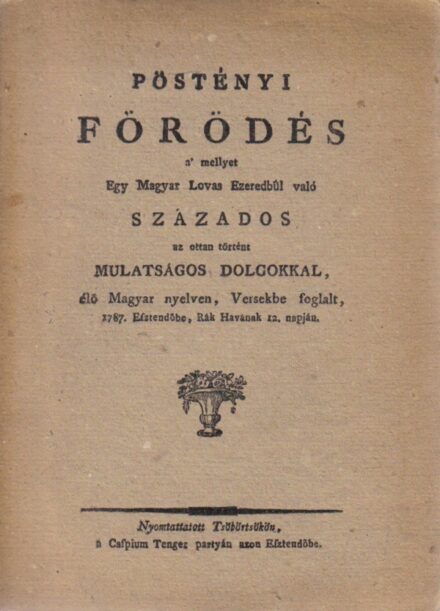 PÖSTÉNYI
FÖRÖDÉS
a' mellyet
Egy Magyar Lovas Ezeredbűl való
SZÁZADOS
az ottan történt
MULATSÁGOS DOLGOKKAL,
élő Magyar nyelven, Versekbe foglalt,
1787. Eſztendőbe, Rák Havának 12. napján.
Nyomtattatott Tsöbörtsökön,
a Caſpium Tenger partyán azon Eſztendőbe.